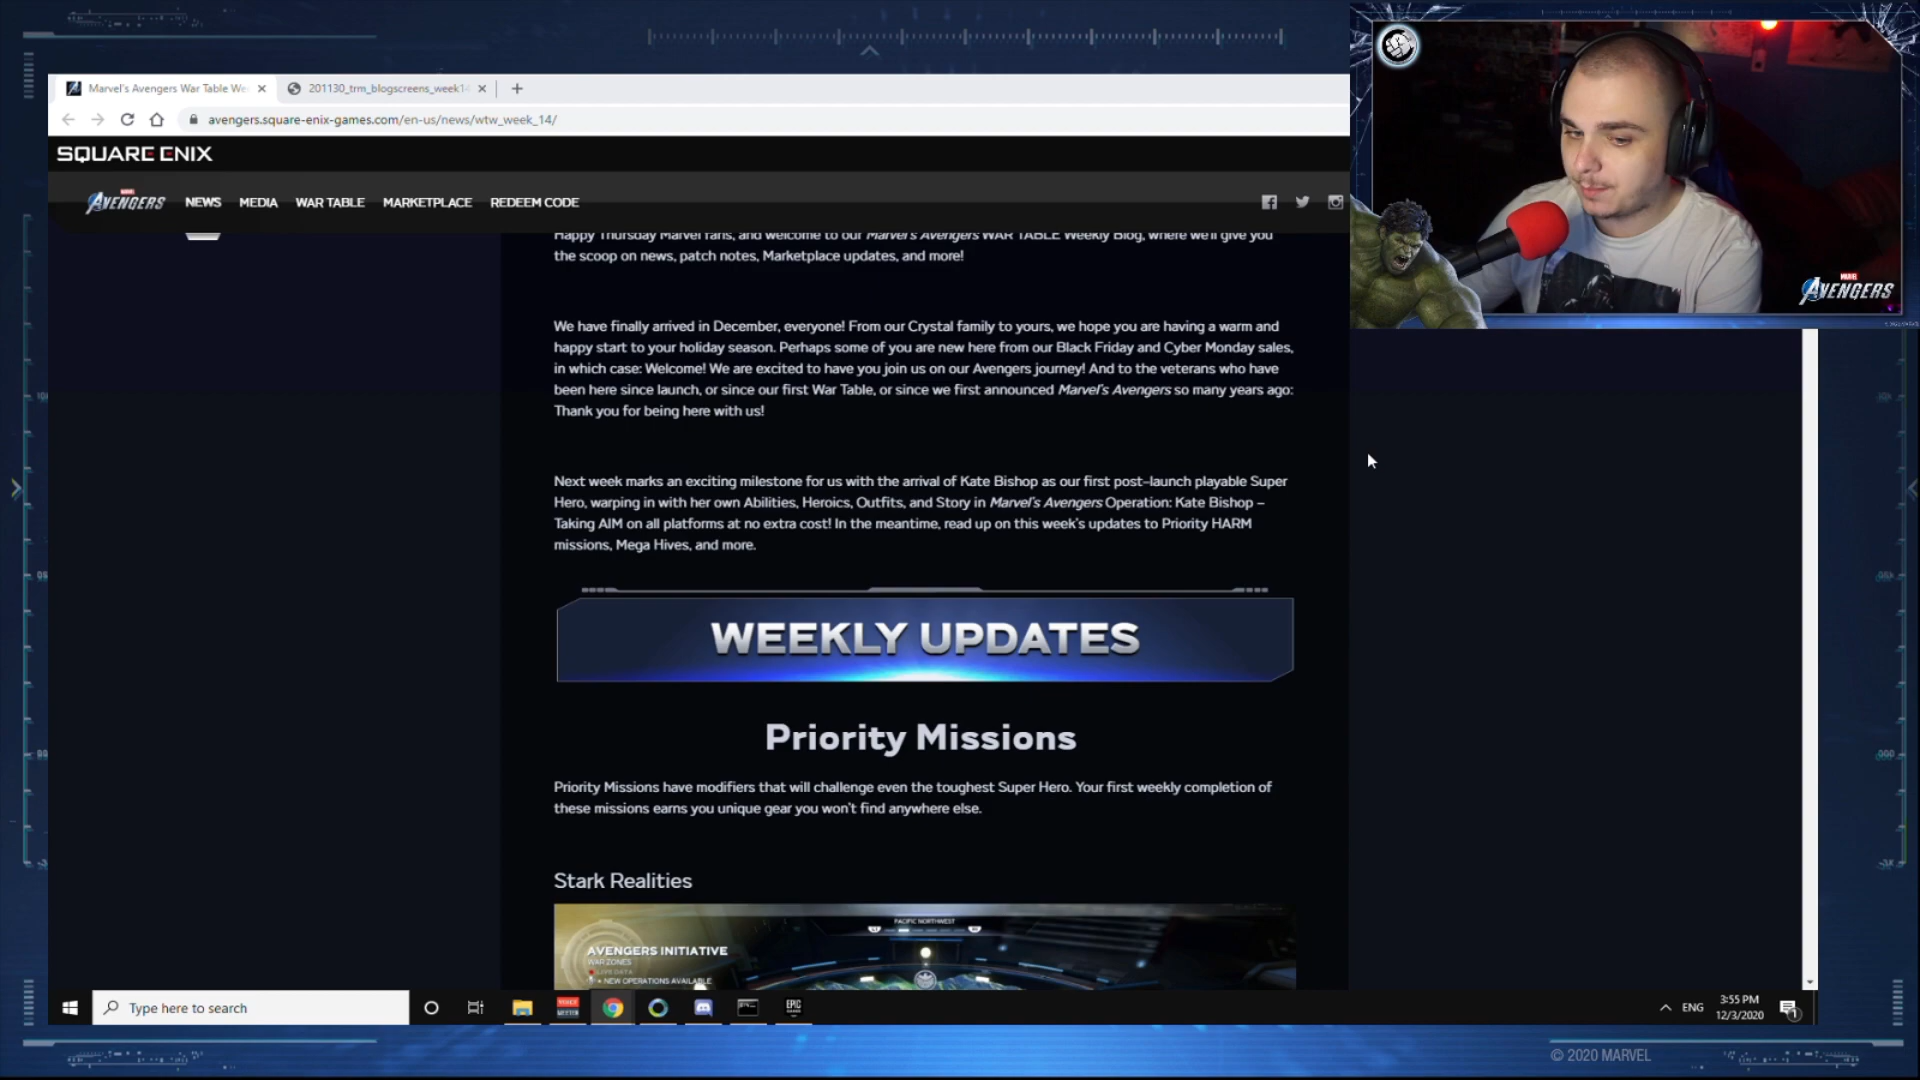 Marvel's Avengers War Table We
201130_trm_blogscreens_week14
avengers.square-enix-games.com/en-us/news/wtw_week_14/
SQUARE ENIX
MARVEL
AVENGERS
NEWS
MEDIA
WAR TABLE
MARKETPLACE
REDEEM CODE
Happy Thursday Marvel fans, and welcome to our Marvel's Avengers WAR TABLE Weekly Blog, where we'll give you
the scoop on news, patch notes, Marketplace updates, and more!
We have finally arrived in December, everyone! From our Crystal family to yours, we hope you are having a warm and
happy start to your holiday season. Perhaps some of you are new here from our Black Friday and Cyber Monday sales,
in which case: Welcome! We are excited to have you join us on our Avengers journey! And to the veterans who have
been here since launch, or since our first War Table, or since we first announced Marvel's Avengers so many years ago:
Thank you for being here with us!
Next week marks an exciting milestone for us with the arrival of Kate Bishop as our first post-launch playable Super
Hero, warping in with her own Abilities, Heroics, Outfits, and Story in Marvel's Avengers Operation: Kate Bishop –
Taking AIM on all platforms at no extra cost! In the meantime, read up on this week's updates to Priority HARM
missions, Mega Hives, and more.
WEEKLY UPDATES
Priority Missions
Priority Missions have modifiers that will challenge even the toughest Super Hero. Your first weekly completion of
these missions earns you unique gear you won't find anywhere else.
Stark Realities
PACIFIC NORTHWEST
AVENGERS INITIATIVE
WAR ZONES
LIVE DATA
NEW OPERATIONS AVAILABLE
MARVEL
AVENGERS
Type here to search
EPIC
GAMES
ENG
3:55 PM
12/3/2020
1
© 2020 MARVEL